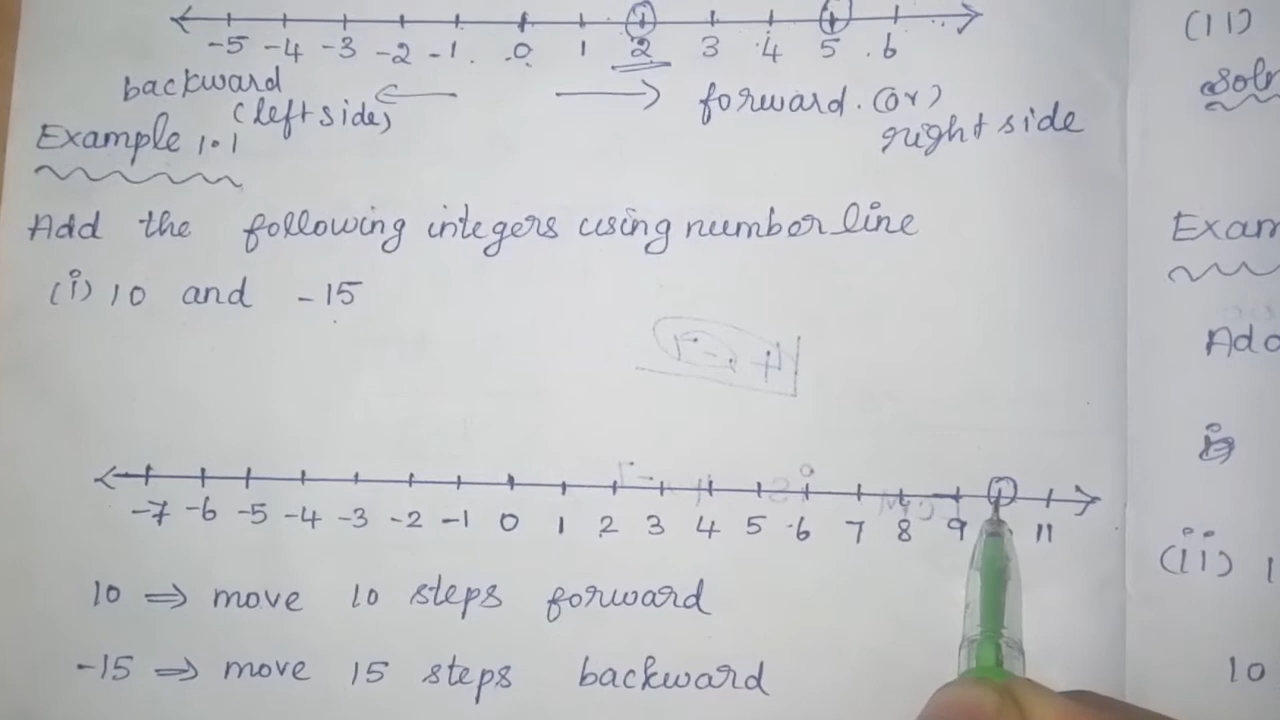 -5 -4 -3 -2 -1 0 1 2 3 4 5 6
backward
(left side)
forward. (or)
right side
Example 1.1
Add the following integers using number line
(i) 10 and -15
-7 -6 -5 -4 -3 -2 -1 0 1 2 3 4 5 6 7 8 9 11
10 ⇒ move 10 steps forward
-15 ⇒ move 15 steps backward
(ii)
Soln
Exam
Add
(ii) 1
10